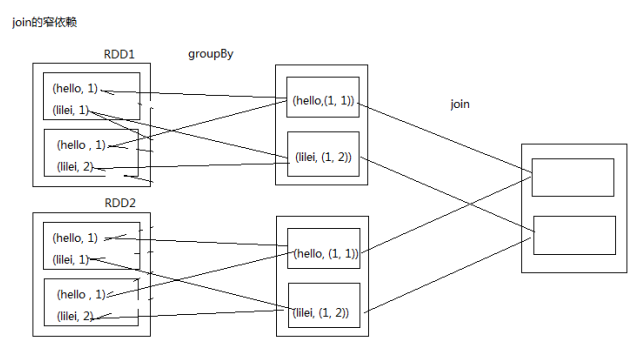 join的窄依赖
RDD1
groupBy
(hello, 1)
(lilei, 1)
(hello , 1)
(lilei, 2)
(hello,(1, 1))
(lilei, (1, 2))
join
RDD2
(hello, 1)
(lilei, 1)
(hello , 1)
(lilei, 2)
(hello, (1, 1))
(lilei, (1, 2))